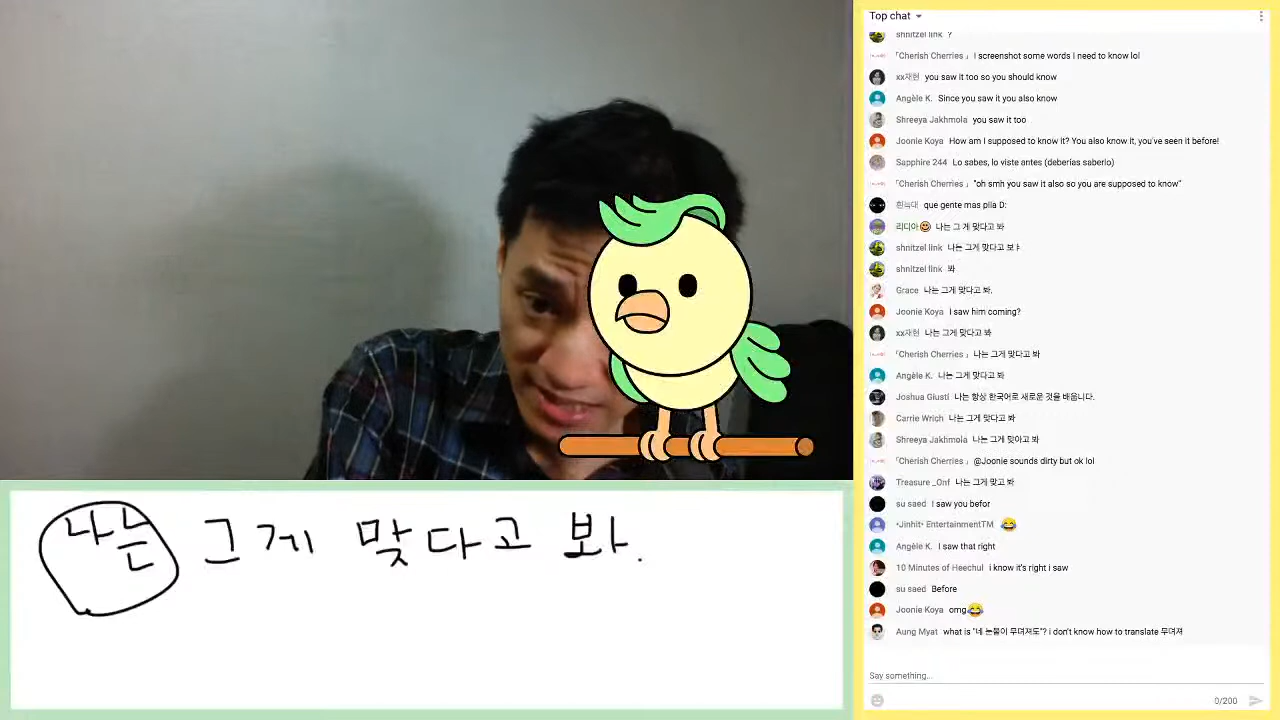 나는 그게 맞다고 봐.
Top chat
shnitzel link ?
「Cherish Cherries 」 I screenshot some words I need to know lol
xx재현 you saw it too so you should know
Angèle K. Since you saw it you also know
Shreeya Jakhmola you saw it too
Joonie Koya How am I supposed to know it? You also know it, you've seen it before!
Sapphire 244 Lo sabes, lo viste antes (deberías saberlo)
「Cherish Cherries 」 "oh smh you saw it also so you are supposed to know"
흰늑대 que gente mas plia D:
리디아😄 나는 그 게 맞다고 봐
shnitzel link 나는 그게 맞다고 보ㅏ
shnitzel link 봐
Grace 나는 그게 맞다고 봐.
Joonie Koya i saw him coming?
xx재현 나는 그게 맞다고 봐
「Cherish Cherries 」 나는 그게 맞다고 봐
Angèle K. 나는 그게 맞다고 봐
Joshua Giusti 나는 항상 한국어로 새로운 것을 배웁니다.
Carrie Wrich 나는 그게 맞다고 봐
Shreeya Jakhmola 나는 그게 맞아고 봐
「Cherish Cherries 」 @Joonie sounds dirty but ok lol
Treasure _Onf 나는 그게 맞고 봐
su saed I saw you befor
•Jinhit• EntertainmentTM 😂
Angèle K. I saw that right
10 Minutes of Heechul i know it's right i saw
su saed Before
Joonie Koya omg😂
Aung Myat what is "네 눈물이 무뎌져도"? i don't know how to translate 무뎌져
Say something...
0/200